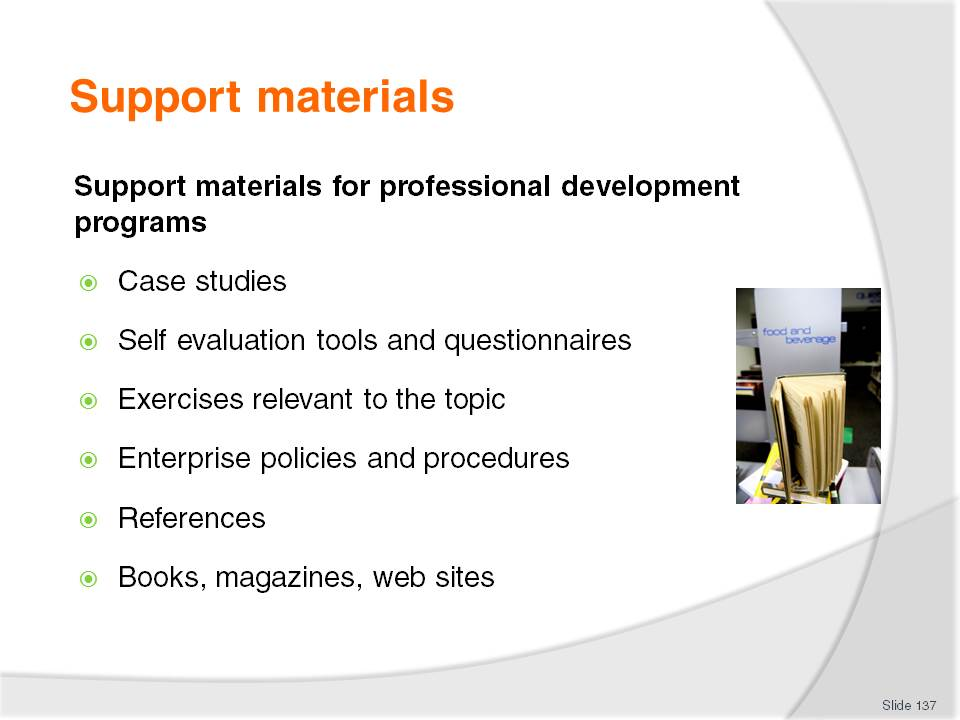 Support materials
Support materials for professional development
programs
Case studies
Self evaluation tools and questionnaires
Exercises relevant to the topic
Enterprise policies and procedures
References
Books, magazines, web sites
food and
beverage
Slide 137